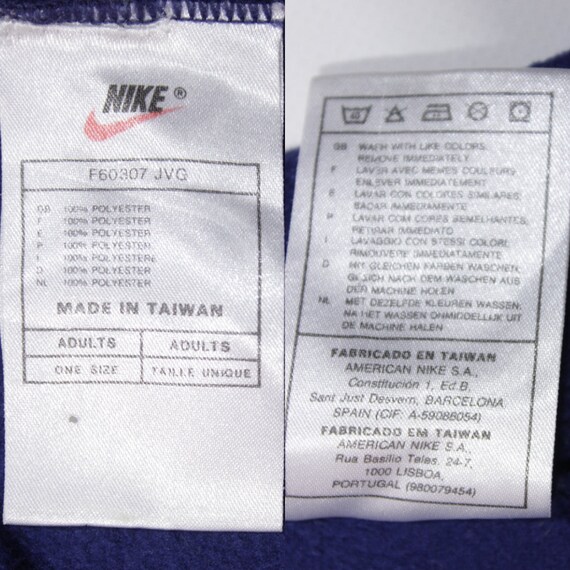 NIKE ®
F60307 JVG
GB 100% POLYESTER
F 100% POLYESTER
E 100% POLYESTER
P 100% POLYESTER
I 100% POLYESTERE
D 100% POLYESTER
NL 100% POLYESTER
MADE IN TAIWAN
ADULTS ADULTS
ONE SIZE TAILLE UNIQUE
40
GB WASH WITH LIKE COLORS.
REMOVE IMMEDIATELY
F LAVER AVEC MEMES COULEURS
ENLEVER IMMEDIATEMENT
E LAVAR CON COLORES SIMILARES,
SACAR INMEDIATAMENTE
P LAVAR COM CORES SEMELHANTES,
RETIRAR IMMEDIATO
I LAVAGGIO CON STESSI COLORI,
RIMUOVERE IMMEDIATAMENTE
D MIT GLEICHEN FARBEN WASCHEN,
GLEICH NACH DEM WASCHEN AUS
DER MACHINE HOLEN
NL MET DEZELFDE KLEUREN WASSEN,
NA HET WASSEN ONMIDDELLIJK UIT
DE MACHINE HALEN
FABRICADO EN TAIWAN
AMERICAN NIKE S.A.,
Constitución 1, Ed.B,
Sant Just Desvern, BARCELONA
SPAIN (CIF: A-59088054)
FABRICADO EM TAIWAN
AMERICAN NIKE S.A.,
Rua Basilio Teles, 24-7,
1000 LISBOA,
PORTUGAL (980079454)